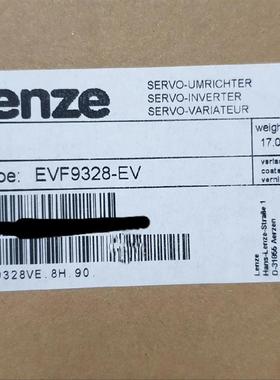 enze
SERVO-UMRICHTER
SERVO-INVERTER
SERVO-VARIATEUR
weigh
17.0
pe: EVF9328-EV
varia
coate
verni
Lenze
Hans-Lenze-Straße 1
D-31855 Aerzen
9328VE.8H.90.